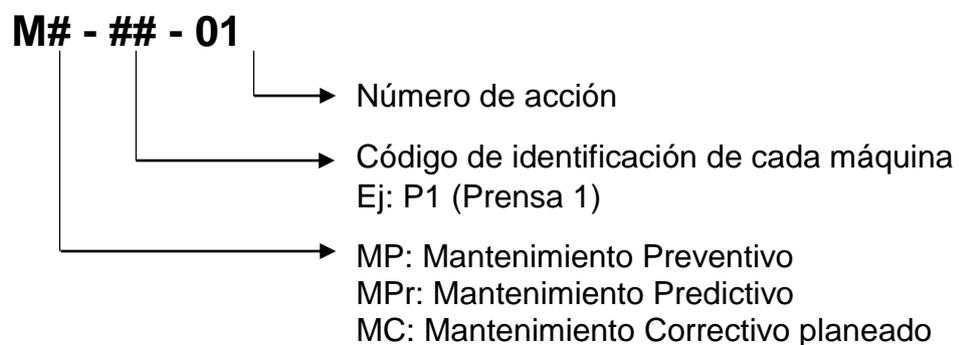 M# - ## - 01
Número de acción
Código de identificación de cada máquina
Ej: P1 (Prensa 1)
MP: Mantenimiento Preventivo
MPr: Mantenimiento Predictivo
MC: Mantenimiento Correctivo planeado